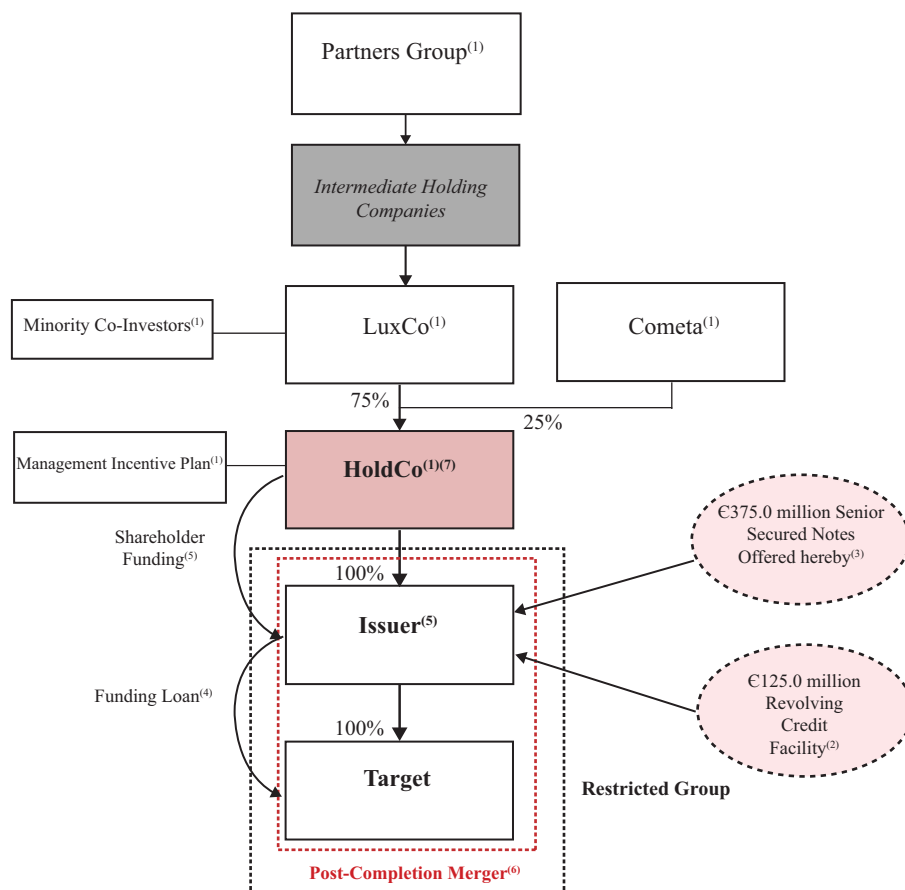 Partners Group(1)
Intermediate Holding
Companies
Minority Co-Investors(1)
LuxCo(1)
Cometa(1)
75%
25%
Management Incentive Plan(1)
HoldCo(1)(7)
Shareholder
Funding(5)
€375.0 million Senior
Secured Notes
Offered hereby(3)
100%
Issuer(5)
Funding Loan(4)
€125.0 million
Revolving
Credit
Facility(2)
100%
Target
Restricted Group
Post-Completion Merger(6)